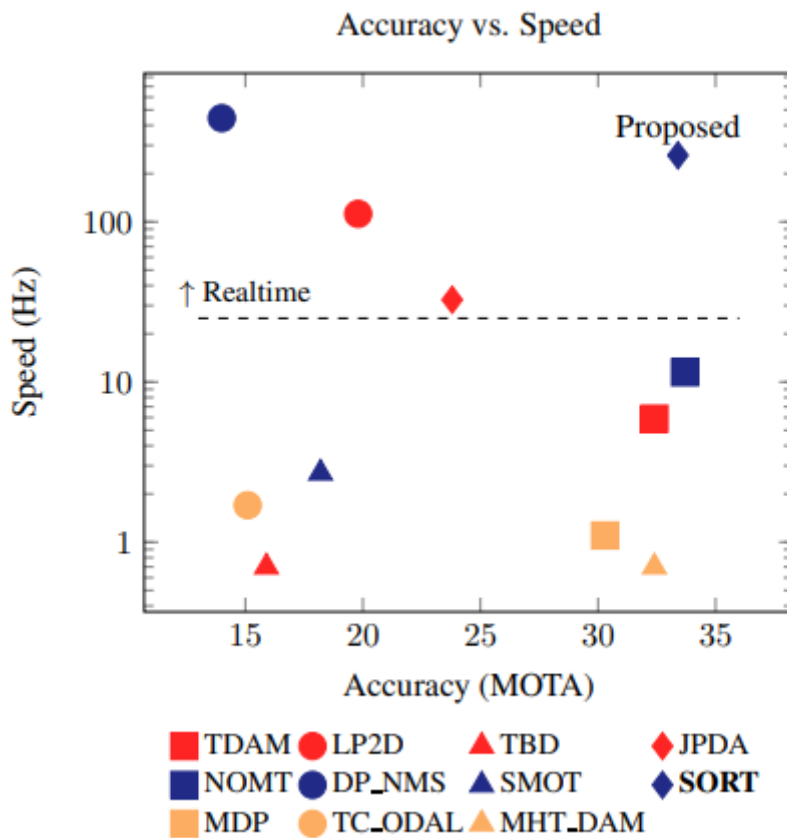 Accuracy vs. Speed
Proposed
100
↑ Realtime
10
1
Speed (Hz)
15 20 25 30 35
Accuracy (MOTA)
TDAM LP2D TBD JPDA
NOMT DP_NMS SMOT SORT
MDP TC_ODAL MHT_DAM